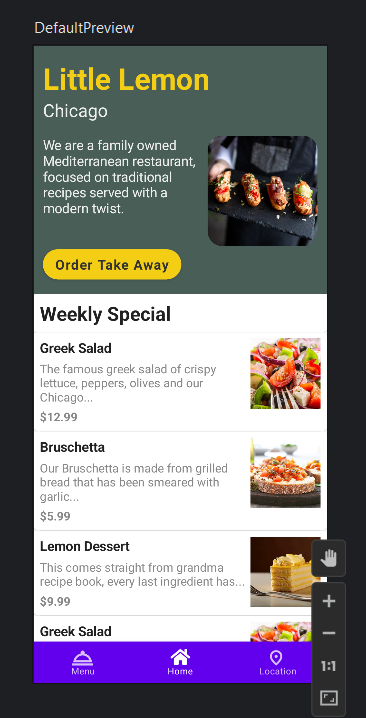 DefaultPreview
Little Lemon
Chicago
We are a family owned
Mediterranean restaurant,
focused on traditional
recipes served with a
modern twist.
Order Take Away
Weekly Special
Greek Salad
The famous greek salad of crispy
lettuce, peppers, olives and our
Chicago...
$12.99
Bruschetta
Our Bruschetta is made from grilled
bread that has been smeared with
garlic...
$5.99
Lemon Dessert
This comes straight from grandma
recipe book, every last ingredient has...
$9.99
Greek Salad
1:1
Menu
Home
Location